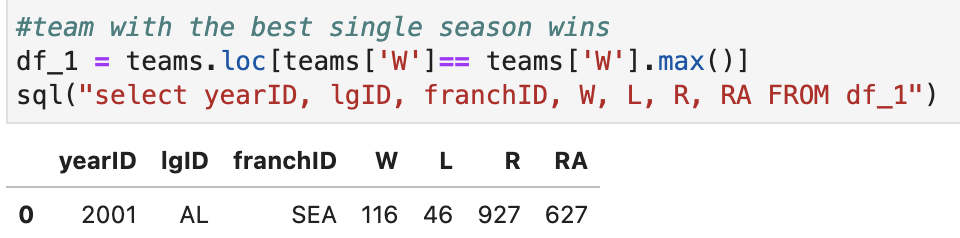 #team with the best single season wins
df_1 = teams.loc[teams['W']== teams['W'].max()]
sql("select yearID, lgID, franchID, W, L, R, RA FROM df_1")
yearID lgID franchID W L R RA
0 2001 AL SEA 116 46 927 627